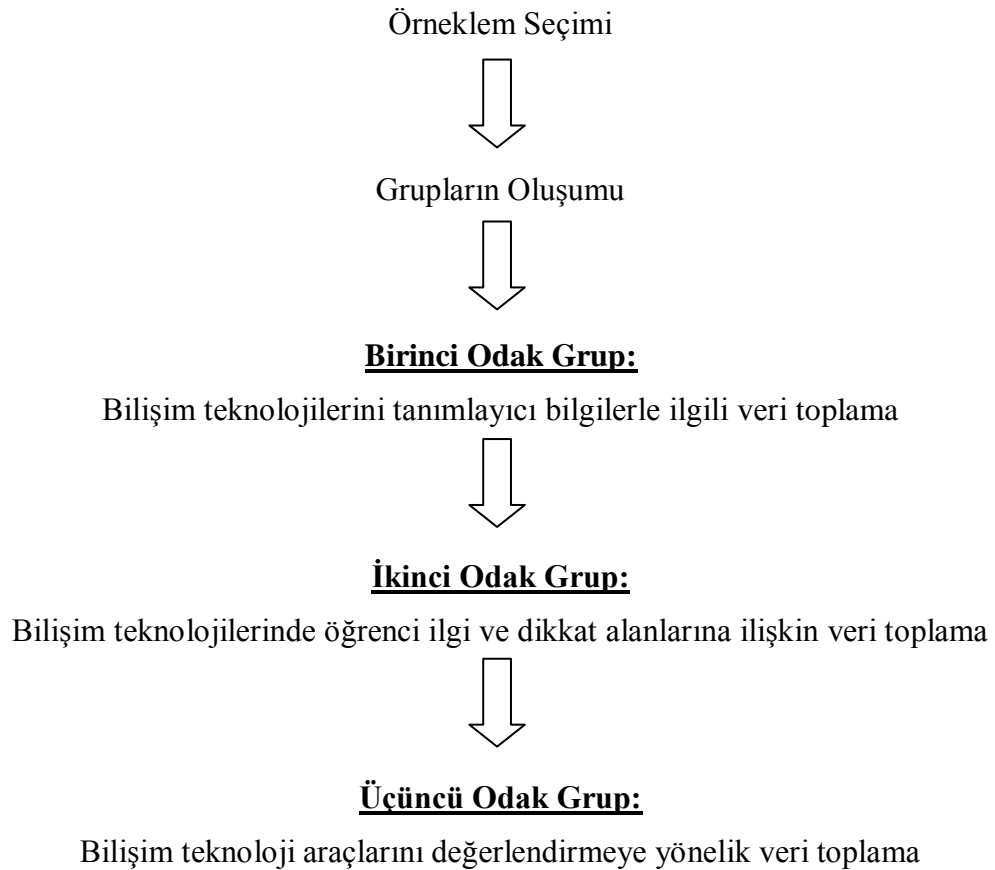 Örneklem Seçimi
Grupların Oluşumu
Birinci Odak Grup:
Bilişim teknolojilerini tanımlayıcı bilgilerle ilgili veri toplama
İkinci Odak Grup:
Bilişim teknolojilerinde öğrenci ilgi ve dikkat alanlarına ilişkin veri toplama
Üçüncü Odak Grup:
Bilişim teknoloji araçlarını değerlendirmeye yönelik veri toplama